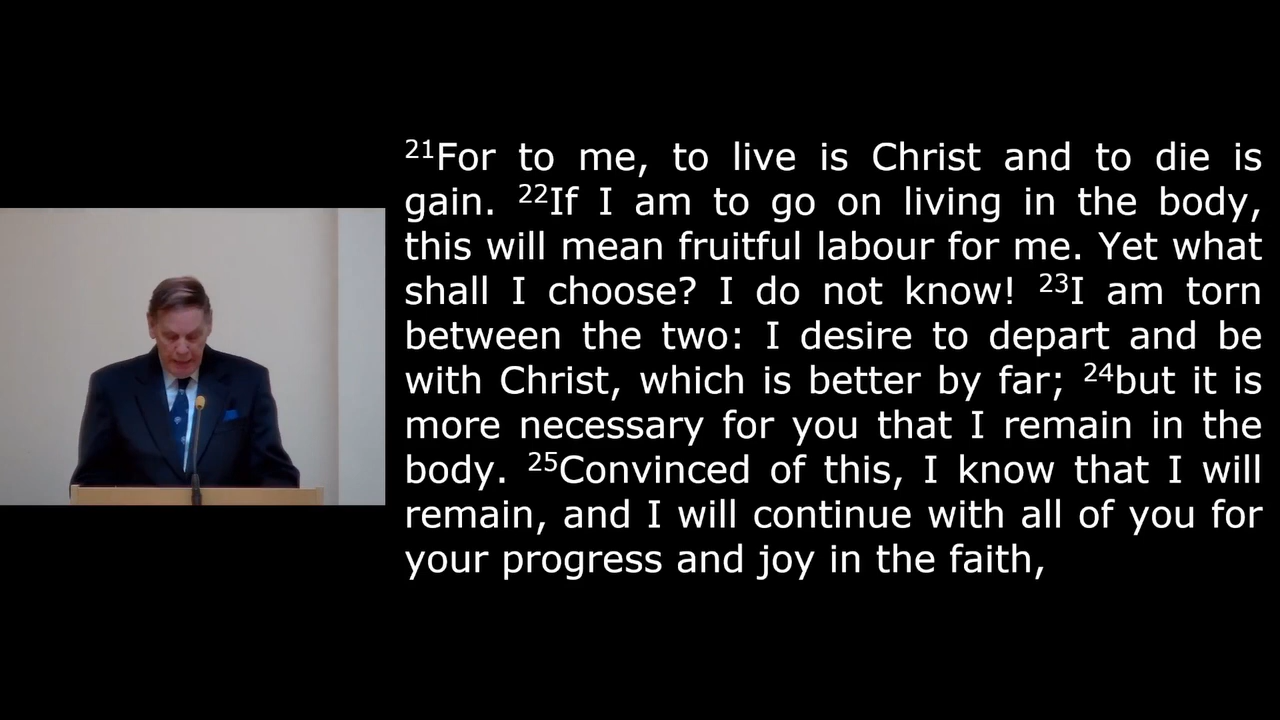 ²¹For to me, to live is Christ and to die is
gain. ²²If I am to go on living in the body,
this will mean fruitful labour for me. Yet what
shall I choose? I do not know! ²³I am torn
between the two: I desire to depart and be
with Christ, which is better by far; ²⁴but it is
more necessary for you that I remain in the
body. ²⁵Convinced of this, I know that I will
remain, and I will continue with all of you for
your progress and joy in the faith,